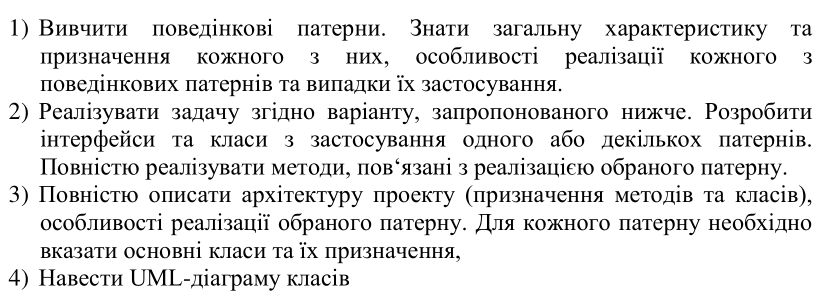 1) Вивчити поведінкові патерни. Знати загальну характеристику та
призначення кожного з них, особливості реалізації кожного з
поведінкових патернів та випадки їх застосування.
2) Реалізувати задачу згідно варіанту, запропонованого нижче. Розробити
інтерфейси та класи з застосування одного або декількох патернів.
Повністю реалізувати методи, пов‘язані з реалізацією обраного патерну.
3) Повністю описати архітектуру проекту (призначення методів та класів),
особливості реалізації обраного патерну. Для кожного патерну необхідно
вказати основні класи та їх призначення,
4) Навести UML-діаграму класів